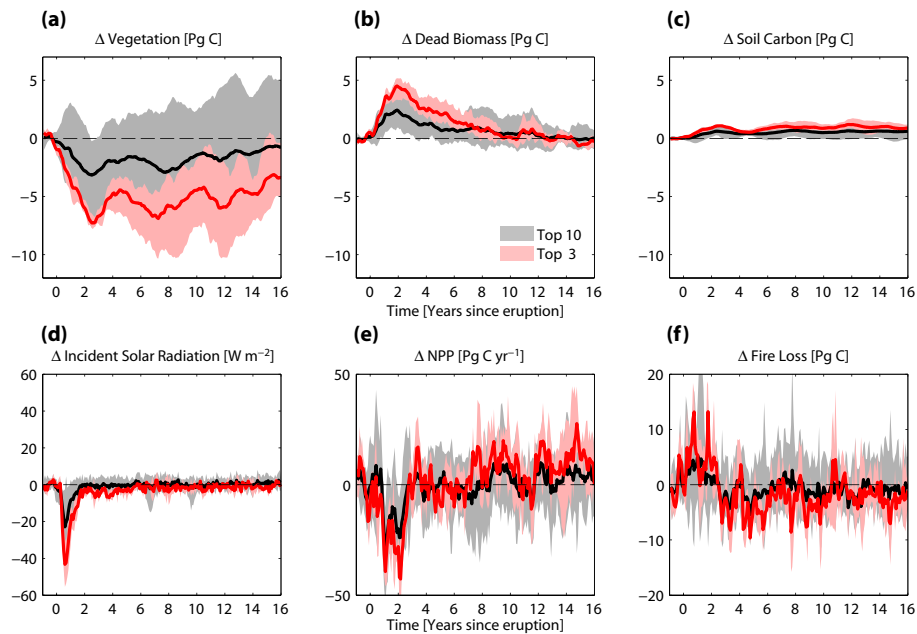 (a) (b) (c)
Δ Vegetation [Pg C] Δ Dead Biomass [Pg C] Δ Soil Carbon [Pg C]
5 5 5
0 0 0
−5 −5 −5
Top 10
Top 3
−10 −10 −10
0 2 4 6 8 10 12 14 16 0 2 4 6 8 10 12 14 16 0 2 4 6 8 10 12 14 16
Time [Years since eruption]
(d) (e) (f)
Δ Incident Solar Radiation [W m⁻²] Δ NPP [Pg C yr⁻¹] Δ Fire Loss [Pg C]
60 50 20
40
20 10
0 0 0
−20
−40 −10
−60 −50 −20
0 2 4 6 8 10 12 14 16 0 2 4 6 8 10 12 14 16 0 2 4 6 8 10 12 14 16
Time [Years since eruption]